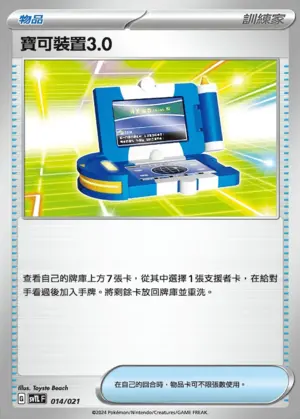 物品
訓練家
寶可裝置3.0
查看自己的牌庫上方7張卡，從其中選擇1張支援者卡，在給對
手看過後加入手牌。將剩餘卡放回牌庫並重洗。
Illus. Toyste Beach
G SVIL F 014/021
在自己的回合時，物品卡可不限張數使用。
©2024 Pokémon/Nintendo/Creatures/GAME FREAK.